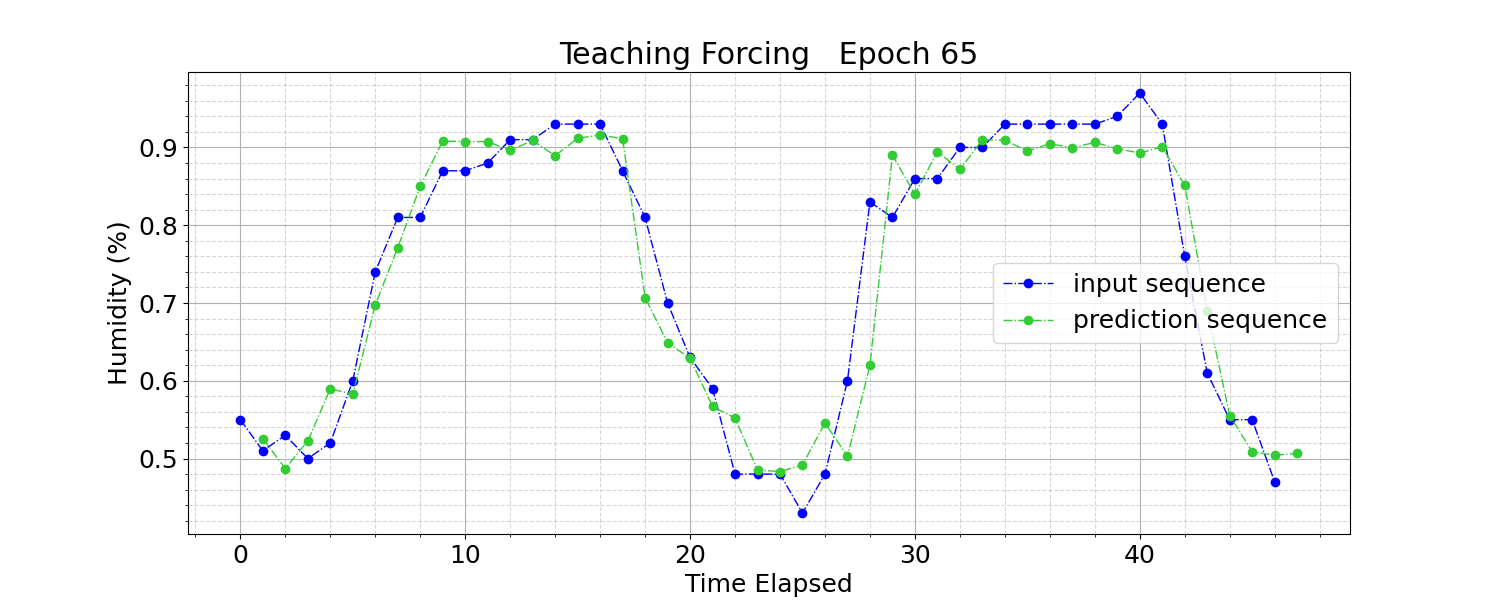 Teaching Forcing   Epoch 65
Humidity (%)
0.9
0.8
0.7
0.6
0.5
input sequence
prediction sequence
0 10 20 30 40
Time Elapsed